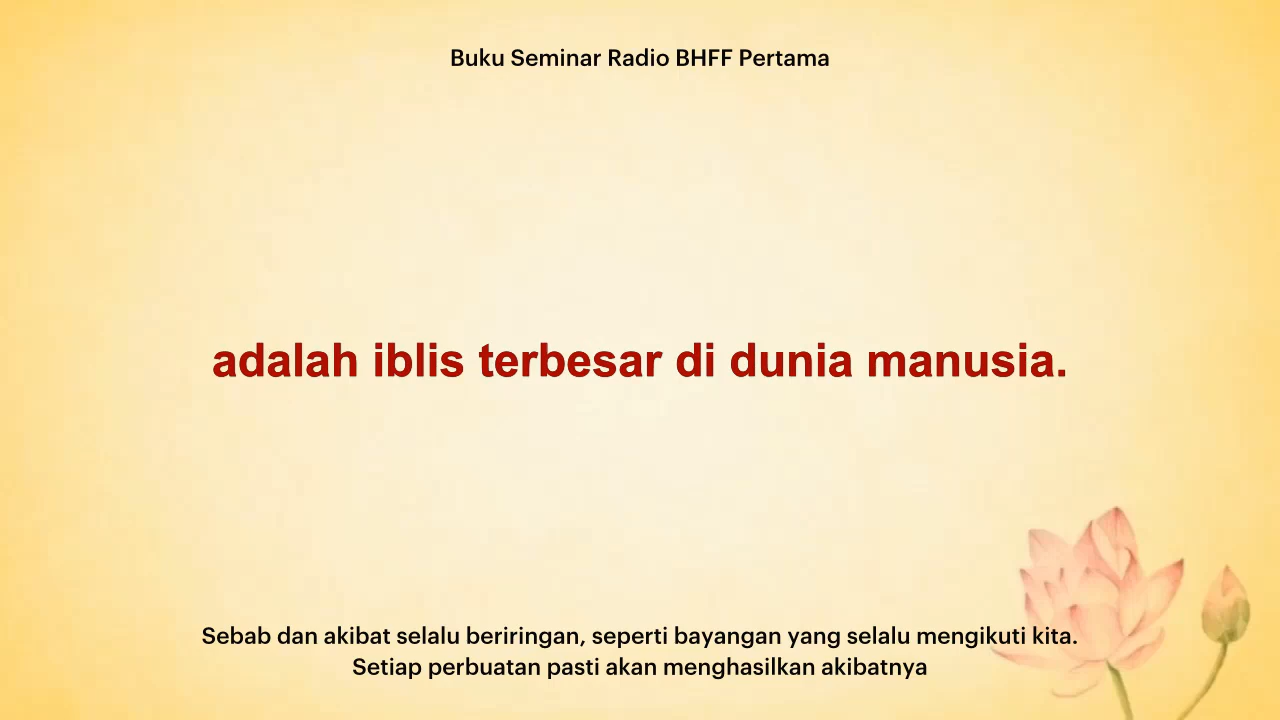 Buku Seminar Radio BHFF Pertama
adalah iblis terbesar di dunia manusia.
Sebab dan akibat selalu beriringan, seperti bayangan yang selalu mengikuti kita.
Setiap perbuatan pasti akan menghasilkan akibatnya